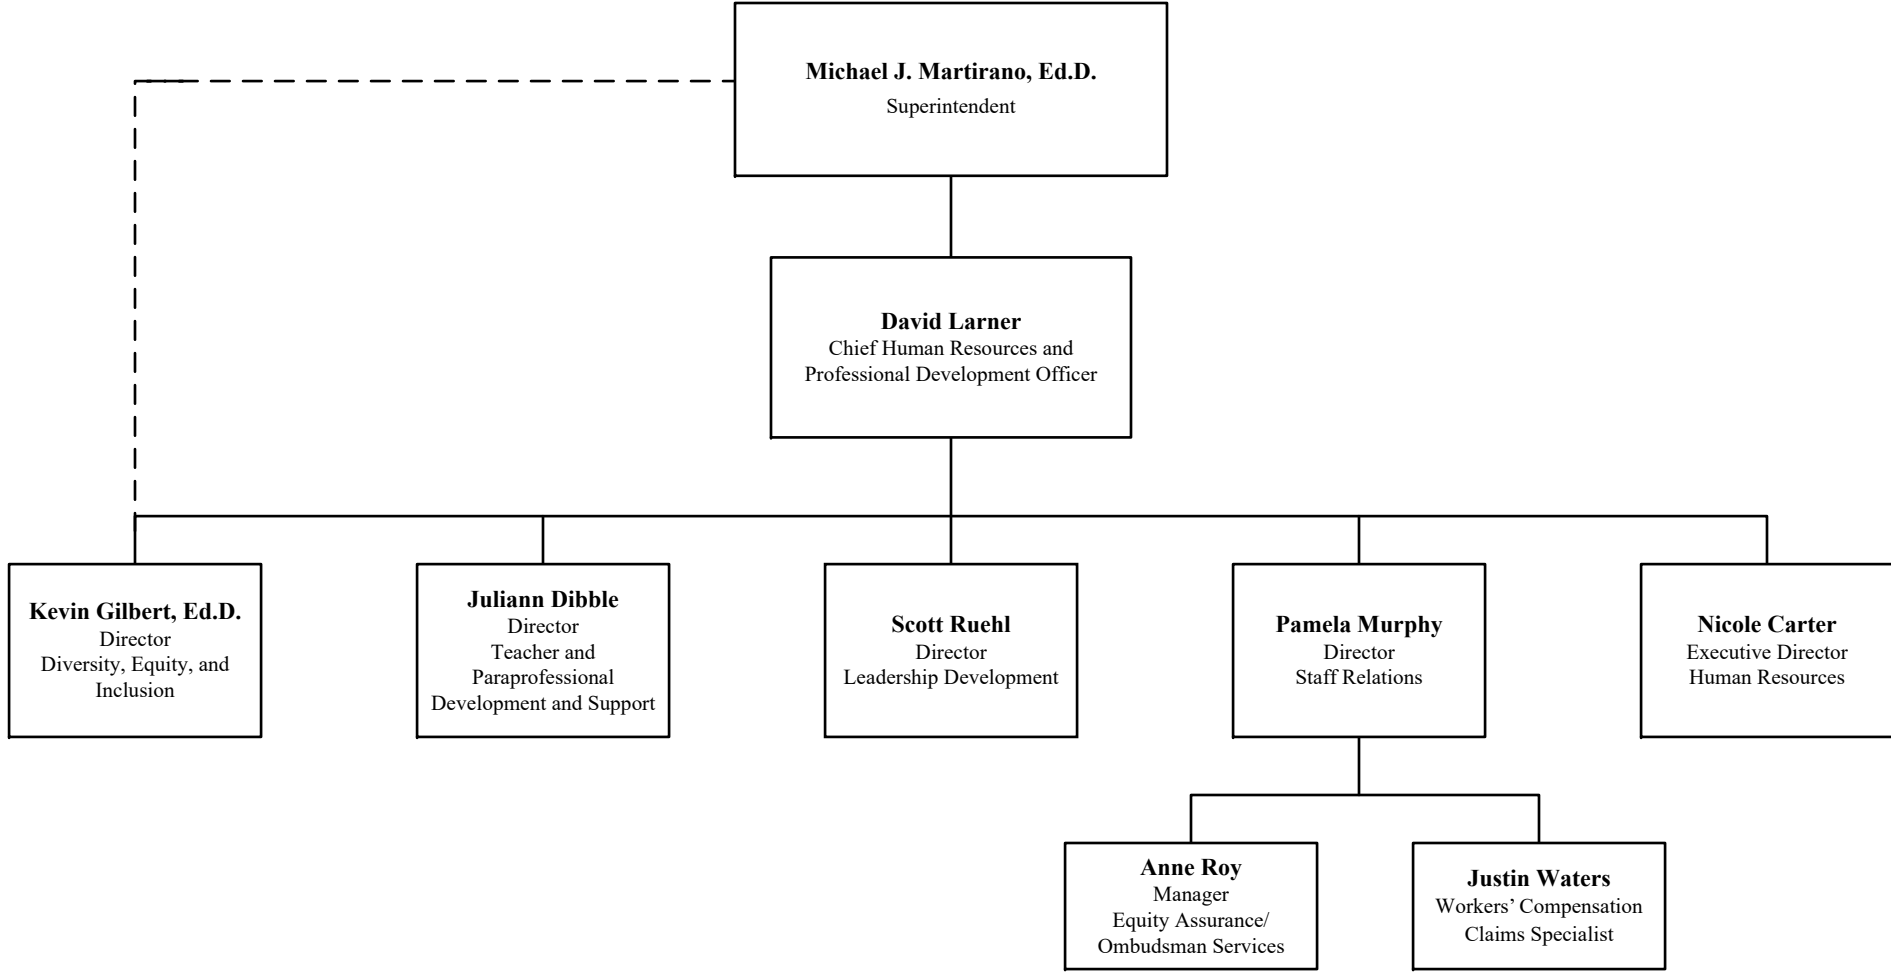 Michael J. Martirano, Ed.D.
Superintendent
David Larner
Chief Human Resources and
Professional Development Officer
Kevin Gilbert, Ed.D.
Director
Diversity, Equity, and
Inclusion
Juliann Dibble
Director
Teacher and
Paraprofessional
Development and Support
Scott Ruehl
Director
Leadership Development
Pamela Murphy
Director
Staff Relations
Nicole Carter
Executive Director
Human Resources
Anne Roy
Manager
Equity Assurance/
Ombudsman Services
Justin Waters
Workers’ Compensation
Claims Specialist